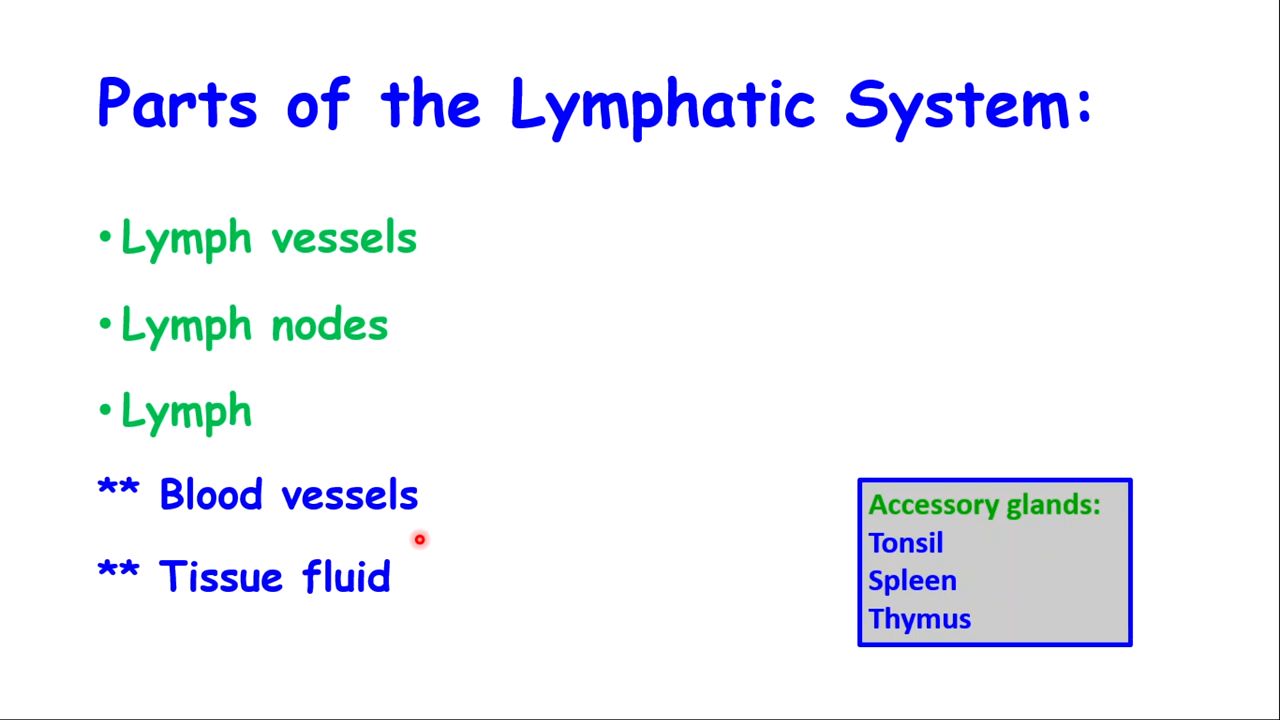 Parts of the Lymphatic System:
• Lymph vessels
• Lymph nodes
• Lymph
** Blood vessels
** Tissue fluid
Accessory glands:
Tonsil
Spleen
Thymus